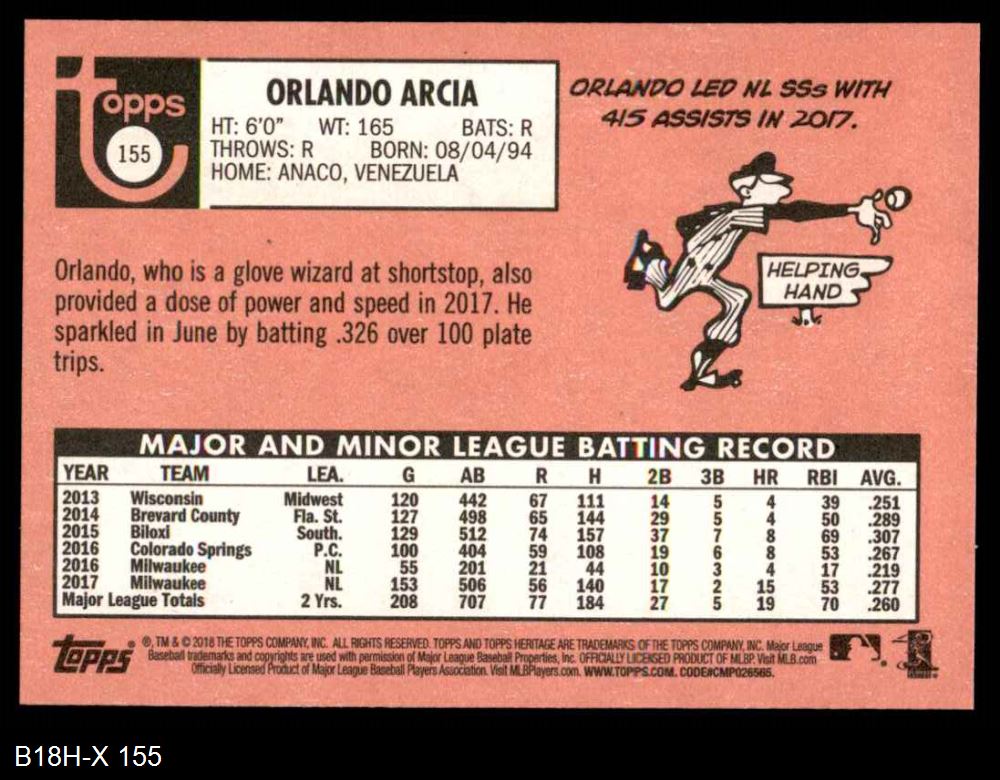 Topps
155
ORLANDO ARCIA
HT: 6'0" WT: 165 BATS: R
THROWS: R BORN: 08/04/94
HOME: ANACO, VENEZUELA
ORLANDO LED NL SSs WITH
415 ASSISTS IN 2017.
HELPING
HAND
Orlando, who is a glove wizard at shortstop, also
provided a dose of power and speed in 2017. He
sparkled in June by batting .326 over 100 plate
trips.
MAJOR AND MINOR LEAGUE BATTING RECORD
YEAR TEAM LEA. G AB R H 2B 3B HR RBI AVG.
2013 Wisconsin Midwest 120 442 67 111 14 5 4 39 .251
2014 Brevard County Fla. St. 127 498 65 144 29 5 4 50 .289
2015 Biloxi South. 129 512 74 157 37 7 8 69 .307
2016 Colorado Springs P.C. 100 404 59 108 19 6 8 53 .267
2016 Milwaukee NL 55 201 21 44 10 3 4 17 .219
2017 Milwaukee NL 153 506 56 140 17 2 15 53 .277
Major League Totals 2 Yrs. 208 707 77 184 27 5 19 70 .260
topps
®, TM & © 2018 THE TOPPS COMPANY, INC. ALL RIGHTS RESERVED. TOPPS AND TOPPS HERITAGE ARE TRADEMARKS OF THE TOPPS COMPANY, INC. Major League
Baseball trademarks and copyrights are used with permission of Major League Baseball Properties, Inc. OFFICIALLY LICENSED PRODUCT OF MLBP. Visit MLB.com
Officially Licensed Product of Major League Baseball Players Association. Visit MLBPlayers.com. WWW.TOPPS.COM. CODE#CMP026565.
B18H-X 155